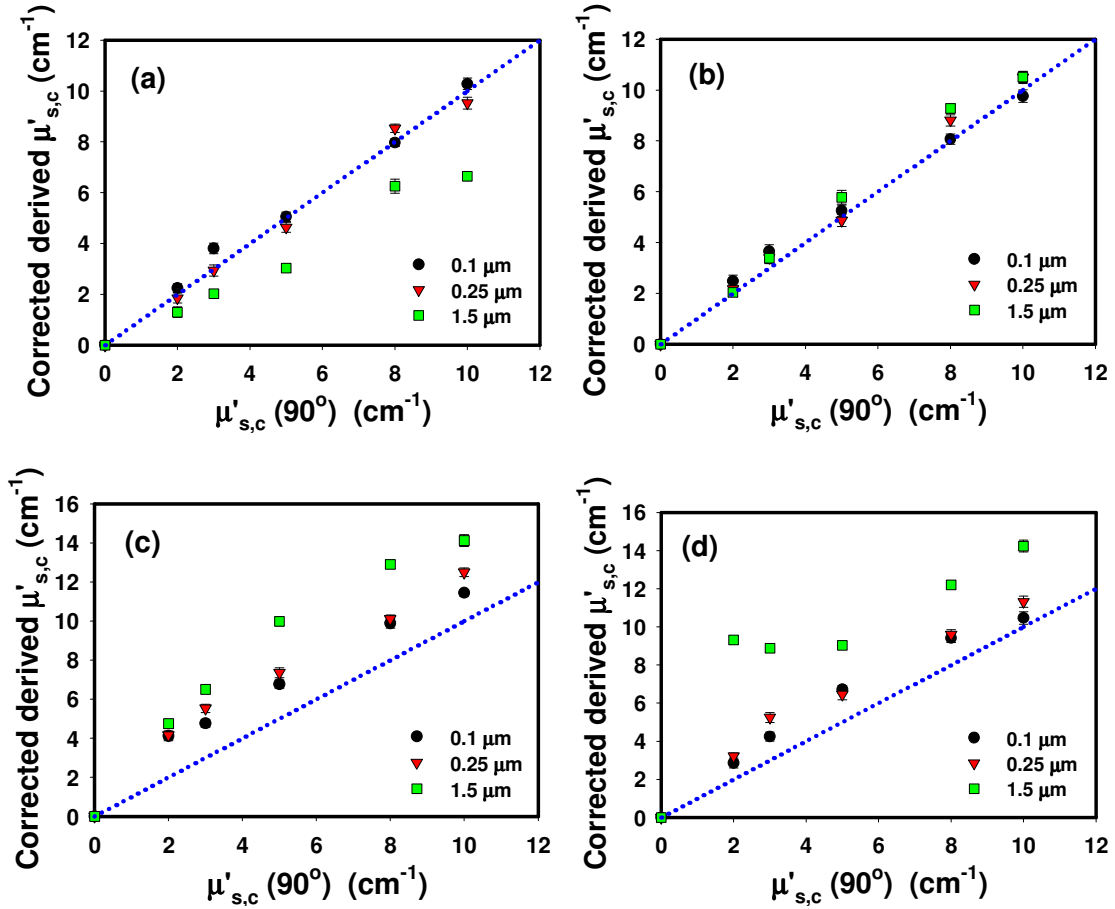 Corrected derived μ's,c (cm-1)
12
10
8
6
4
2
0
(a)
0.1 μm
0.25 μm
1.5 μm
0 2 4 6 8 10 12
μ's,c (90o) (cm-1)
Corrected derived μ's,c (cm-1)
12
10
8
6
4
2
0
(b)
0.1 μm
0.25 μm
1.5 μm
0 2 4 6 8 10 12
μ's,c (90o) (cm-1)
Corrected derived μ's,c (cm-1)
16
14
12
10
8
6
4
2
0
(c)
0.1 μm
0.25 μm
1.5 μm
0 2 4 6 8 10 12
μ's,c (90o) (cm-1)
Corrected derived μ's,c (cm-1)
16
14
12
10
8
6
4
2
0
(d)
0.1 μm
0.25 μm
1.5 μm
0 2 4 6 8 10 12
μ's,c (90o) (cm-1)